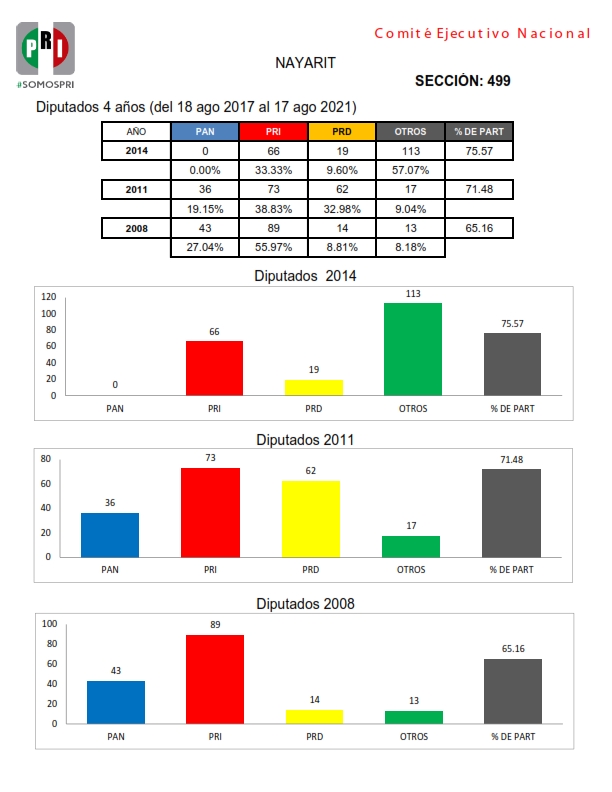 Comité Ejecutivo Nacional
PRI
#SOMOSPRI
NAYARIT
SECCIÓN: 499
Diputados 4 años (del 18 ago 2017 al 17 ago 2021)
AÑO PAN PRI PRD OTROS % DE PART
2014 0 66 19 113 75.57
0.00% 33.33% 9.60% 57.07%
2011 36 73 62 17 71.48
19.15% 38.83% 32.98% 9.04%
2008 43 89 14 13 65.16
27.04% 55.97% 8.81% 8.18%
Diputados 2014
120
100
80
60
40
20
0
0 66 19 113 75.57
PAN PRI PRD OTROS % DE PART
Diputados 2011
80
60
40
20
0
36 73 62 17 71.48
PAN PRI PRD OTROS % DE PART
Diputados 2008
100
80
60
40
20
0
43 89 14 13 65.16
PAN PRI PRD OTROS % DE PART